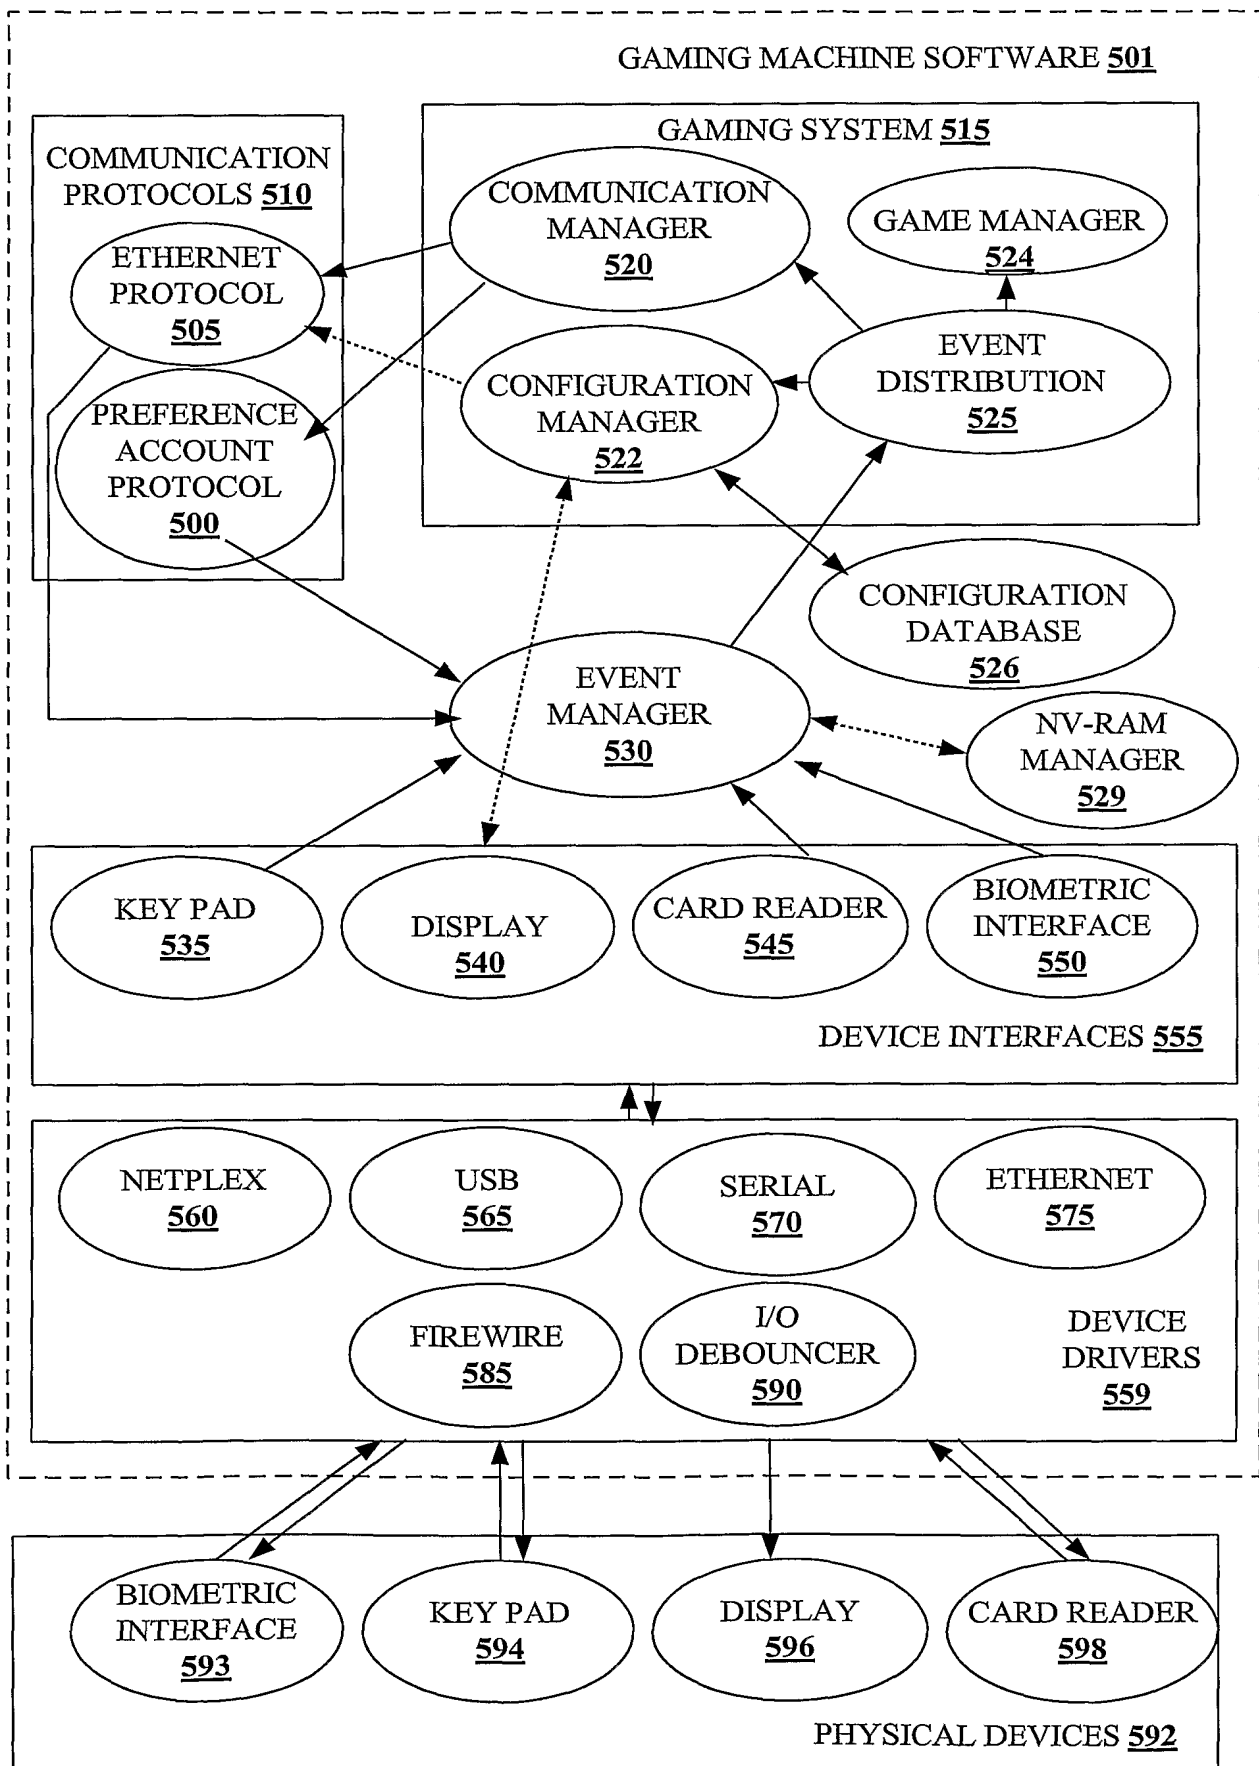 GAMING MACHINE SOFTWARE 501
COMMUNICATION
PROTOCOLS 510
ETHERNET
PROTOCOL
505
PREFERENCE
ACCOUNT
PROTOCOL
500
GAMING SYSTEM 515
COMMUNICATION
MANAGER
520
GAME MANAGER
524
CONFIGURATION
MANAGER
522
EVENT
DISTRIBUTION
525
CONFIGURATION
DATABASE
526
EVENT
MANAGER
530
NV-RAM
MANAGER
529
KEY PAD
535
DISPLAY
540
CARD READER
545
BIOMETRIC
INTERFACE
550
DEVICE INTERFACES 555
NETPLEX
560
USB
565
SERIAL
570
ETHERNET
575
FIREWIRE
585
I/O
DEBOUNCER
590
DEVICE
DRIVERS
559
BIOMETRIC
INTERFACE
593
KEY PAD
594
DISPLAY
596
CARD READER
598
PHYSICAL DEVICES 592